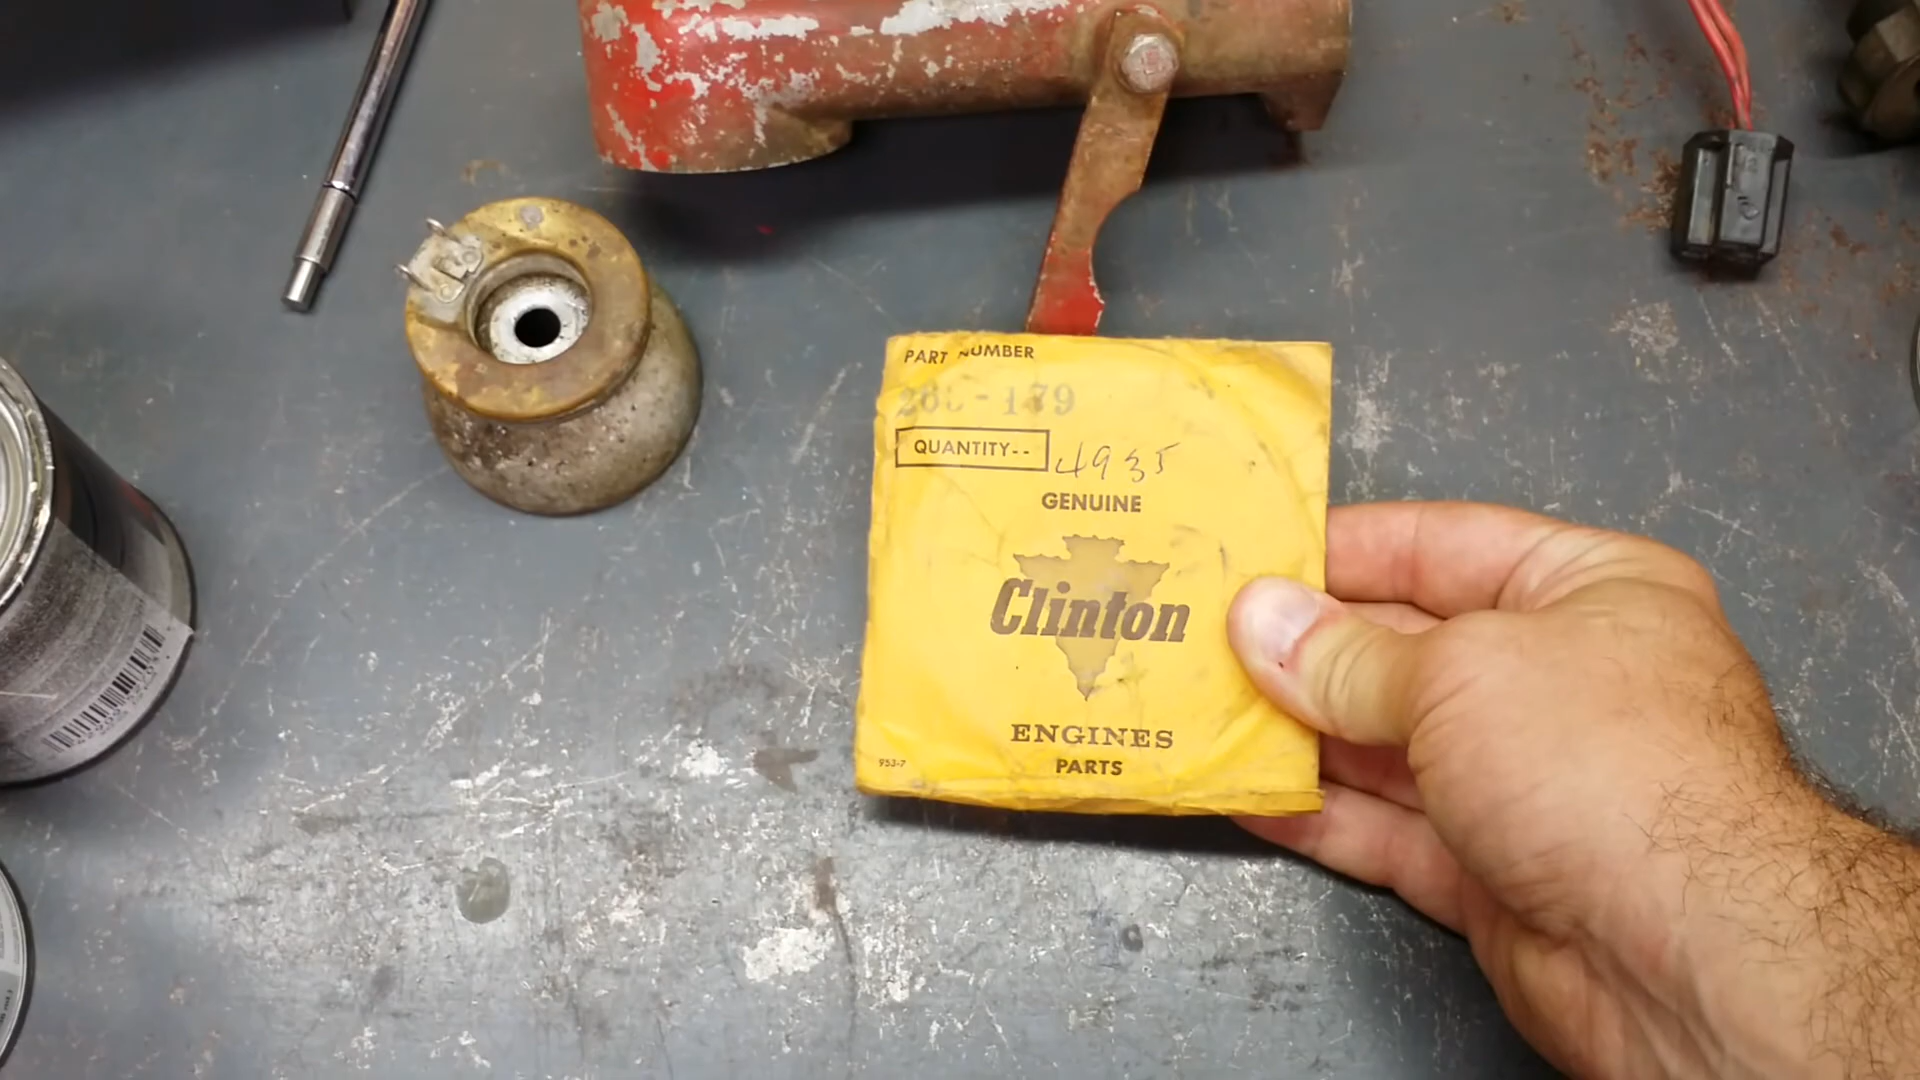 PART NUMBER
QUANTITY-- 4935
GENUINE
Clinton
ENGINES
PARTS
953-7